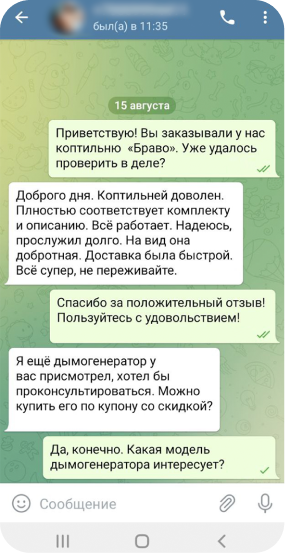 был(а) в 11:35
15 августа
Приветствую! Вы заказывали у нас
коптильню «Браво». Уже удалось
проверить в деле?
Доброго дня. Коптильней доволен.
Плностью соответствует комплекту
и описанию. Всё работает. Надеюсь,
прослужил долго. На вид она
добротная. Доставка была быстрой.
Всё супер, не переживайте.
Спасибо за положительный отзыв!
Пользуйтесь с удовольствием!
Я ещё дымогенератор у
вас присмотрел, хотел бы
проконсультироваться. Можно
купить его по купону со скидкой?
Да, конечно. Какая модель
дымогенератора интересует?
Сообщение